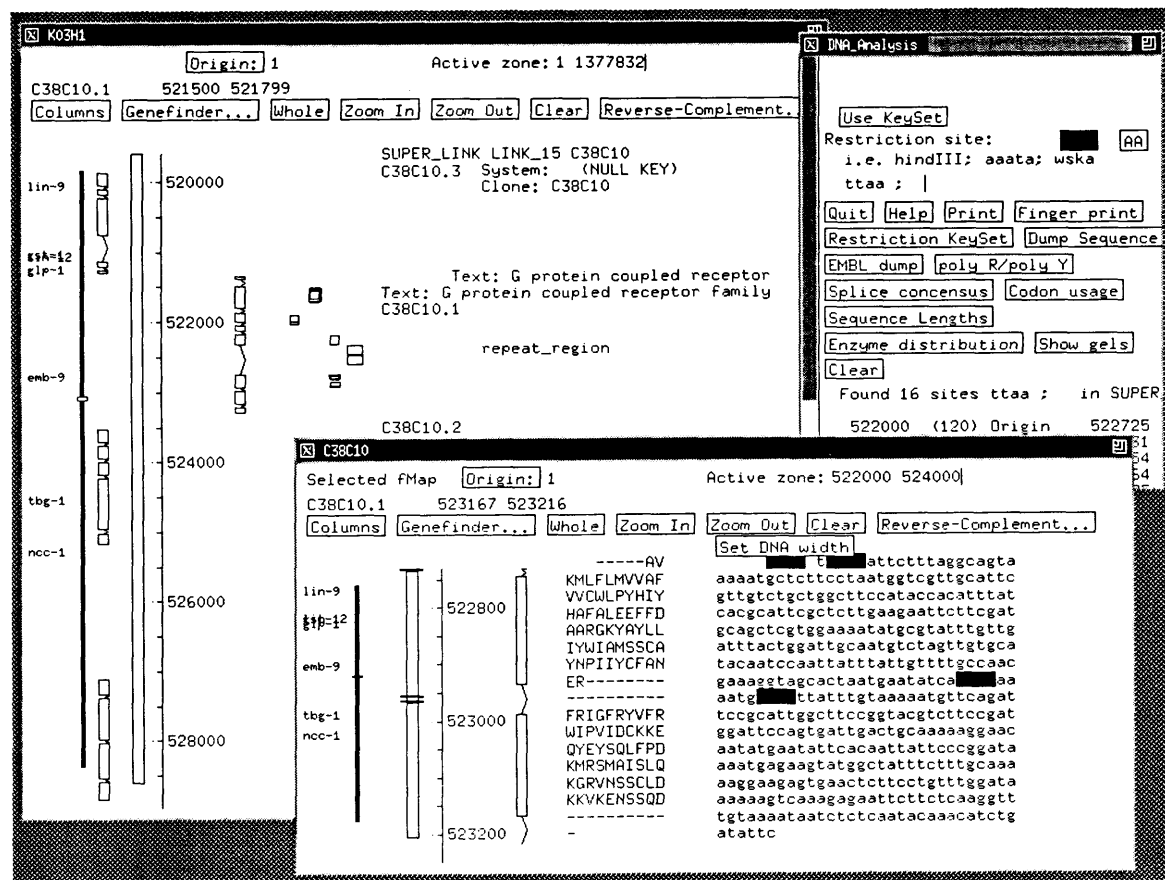 K03H1
Origin: 1 Active zone: 1 1377832
C38C10.1 521500 521799
Columns Genefinder... Whole Zoom In Zoom Out Clear Reverse-Complement.
SUPER_LINK LINK_15 C38C10
C38C10.3 System: (NULL KEY)
Clone: C38C10
lin-9
glp-1
emb-9
tbg-1
ncc-1
520000
522000
524000
526000
528000
Text: G protein coupled receptor
Text: G protein coupled receptor family
C38C10.1
repeat_region
C38C10.2
DNA_Analysis
Use KeySet
Restriction site: AA
i.e. hindIII; aaata; wska
ttaa ;
Quit Help Print Finger print
Restriction KeySet Dump Sequence
EMBL dump poly R/poly Y
Splice concensus Codon usage
Sequence Lengths
Enzyme distribution Show gels
Clear
Found 16 sites ttaa ; in SUPER
522000 (120) Origin 522725
C38C10
Selected fMap Origin: 1 Active zone: 522000 524000
C38C10.1 523167 523216
Columns Genefinder... Whole Zoom In Zoom Out Clear Reverse-Complement...
Set DNA width
lin-9
emb-9
tbg-1
ncc-1
522800
523000
523200
-----AV t attctttaggcagta
KMLFLMVVAF aaaatgctcttcctaatggtcgttgcattc
VVCWLPYHIY gttgtctgctggcttccataccacatttat
HAFALEEFFD cacgcattcgctcttgaagaattcttcgat
AARGKYAYLL gcagctcgtggaaaatatgcgtatttgttg
IYWIAMSSCA atttactggattgcaatgtctagttgtgca
YNPIIYCFAN tacaatccaattatttattgttttgccaac
ER-------- gaaaggtagcactaatgaatatca aa
---------- aatg ttatttgtaaaaatgttcagat
FRIGFRYVFR tccgcattggcttccggtacgtcttccgat
WIPVIDCKKE ggattccagtgattgactgcaaaaaggaac
QYEYSQLFPD aatatgaatattcacaattattcccggata
KMRSMAISLQ aaatgagaagtatggctatttctttgcaaa
KGRVNSSCLD aaggaagagtgaactcttcctgtttggata
KKVKENSSQD aaaaagtcaaagagaattcttctcaaggtt
---------- tgtaaaataatctctcaatacaaacatctg
- atattc